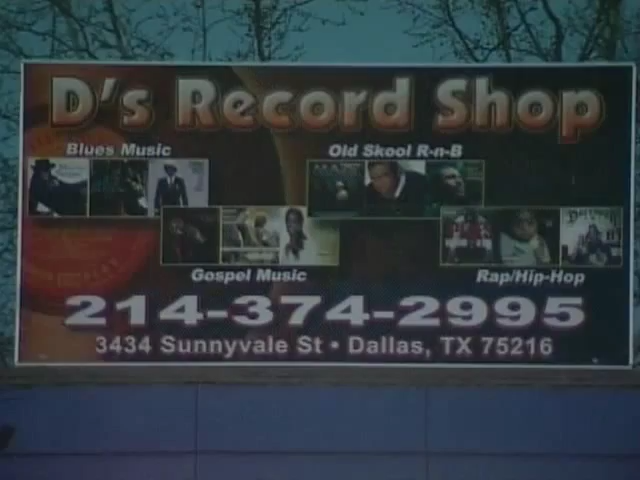 D's Record Shop
Blues Music
Old Skool R-n-B
Gospel Music
Rap/Hip-Hop
214-374-2995
3434 Sunnyvale St • Dallas, TX 75216